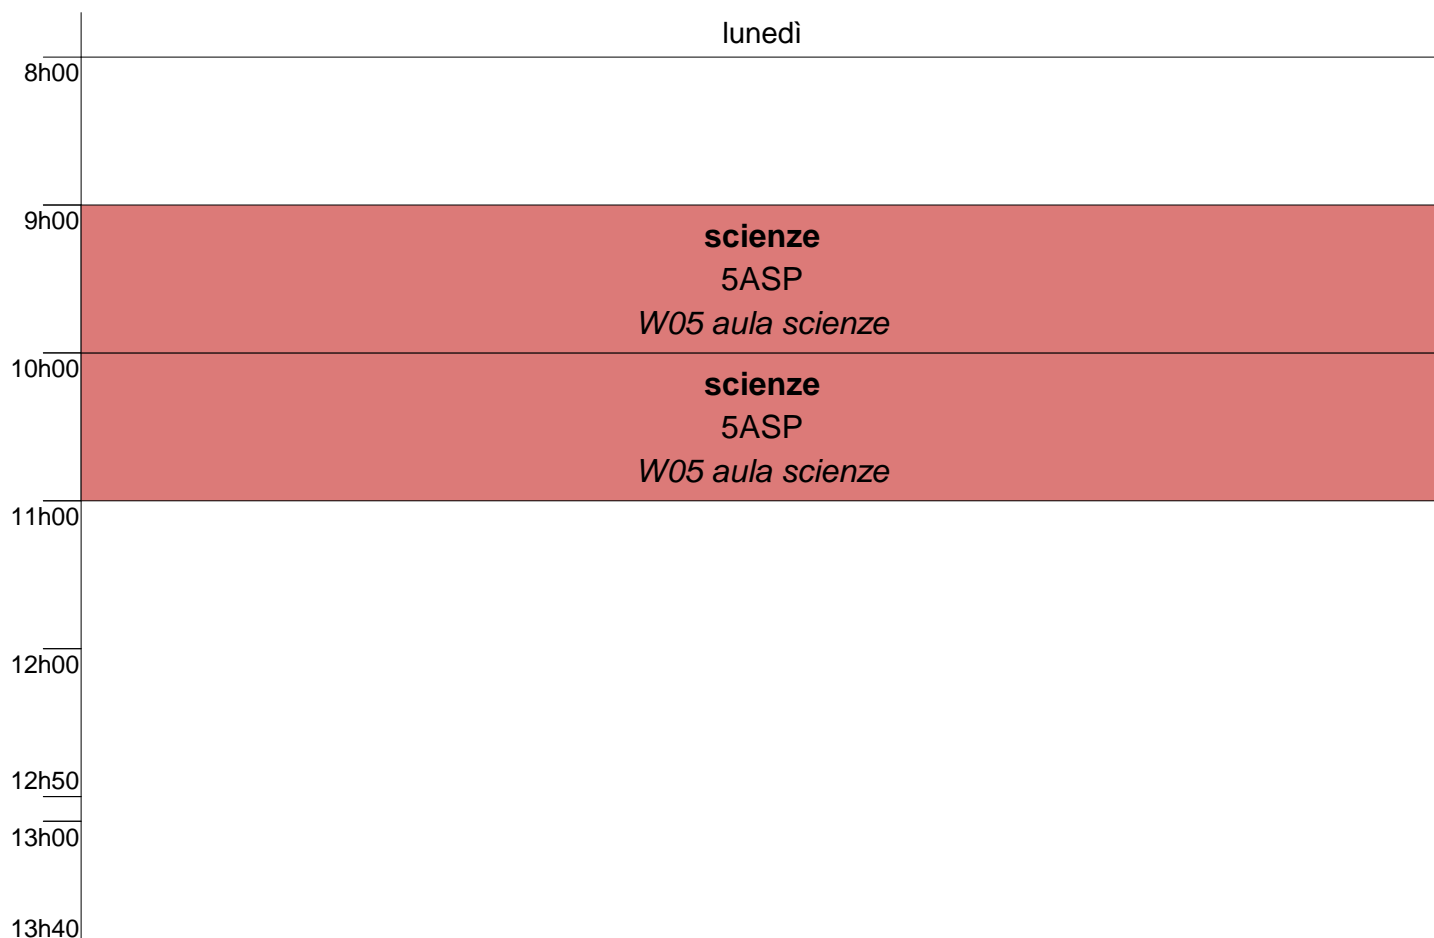 lunedì
8h00
9h00
scienze
5ASP
W05 aula scienze
10h00
scienze
5ASP
W05 aula scienze
11h00
12h00
12h50
13h00
13h40